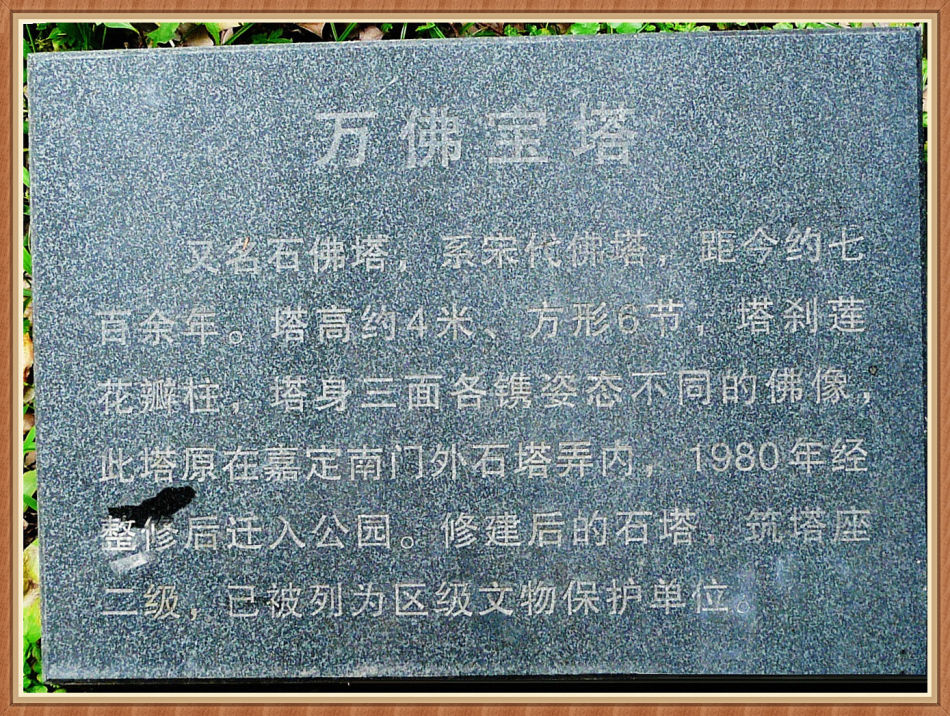 万佛宝塔
又名石佛塔，系宋代佛塔，距今约七
百余年。塔高约4米、方形6节，塔刹莲
花瓣柱，塔身三面各镌姿态不同的佛像，
此塔原在嘉定南门外石塔弄内，1980年经
整修后迁入公园。修建后的石塔，筑塔座
二级，已被列为区级文物保护单位。